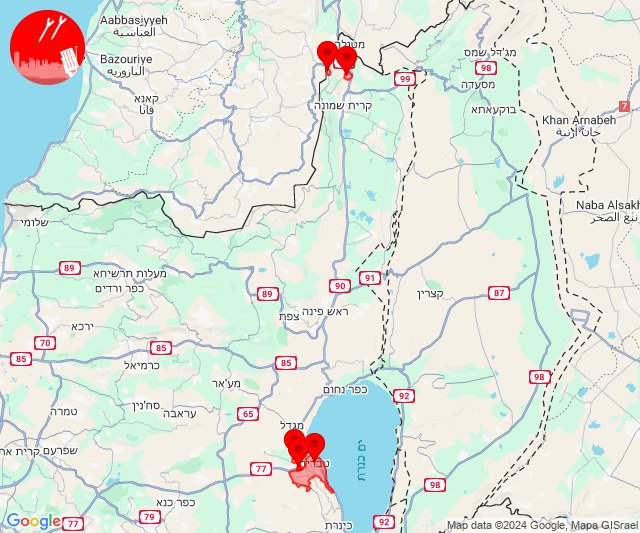 Aabbasiyyeh
العباسية
Bazouriye
البازورية
מטולה
מג'דל שמס
98
99
מסעדה
קאנא
قانا
קרית שמונה
בוקעאתא
7
Khan Arnabeh
خان أرنبة
Naba Alsakh
نبع الصخر
שלומי
89
מעלות תרשיחא
כפר ורדים
90
91
89
קצרין
87
צפת
ראש פינה
ירכא
70
85
85
כרמיאל
85
98
מע'אר
כפר נחום
92
סח'נין
טמרה
עראבה
65
מגדל
ים כנרת
שפרעם
קרית את
77
טבריה
98
כפר כנא
79
77
כינרת
92
Google
Map data ©2024 Google, Mapa GISrael